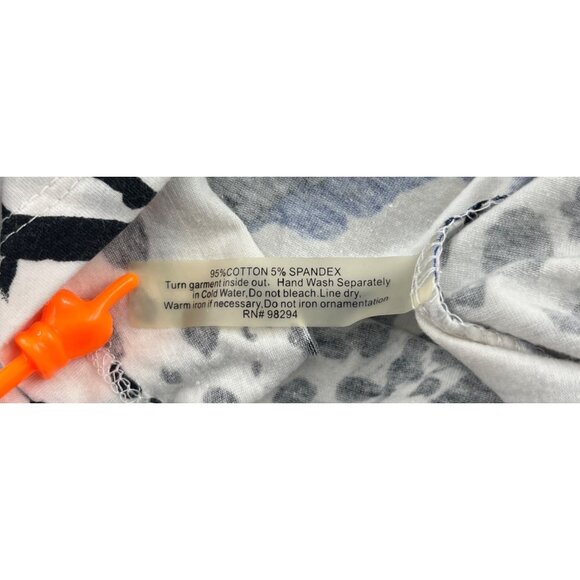 95%COTTON 5% SPANDEX
Turn garment inside out. Hand Wash Separately
in Cold Water,Do not bleach.Line dry.
Warm iron if necessary,Do not iron ornamentation
RN# 98294